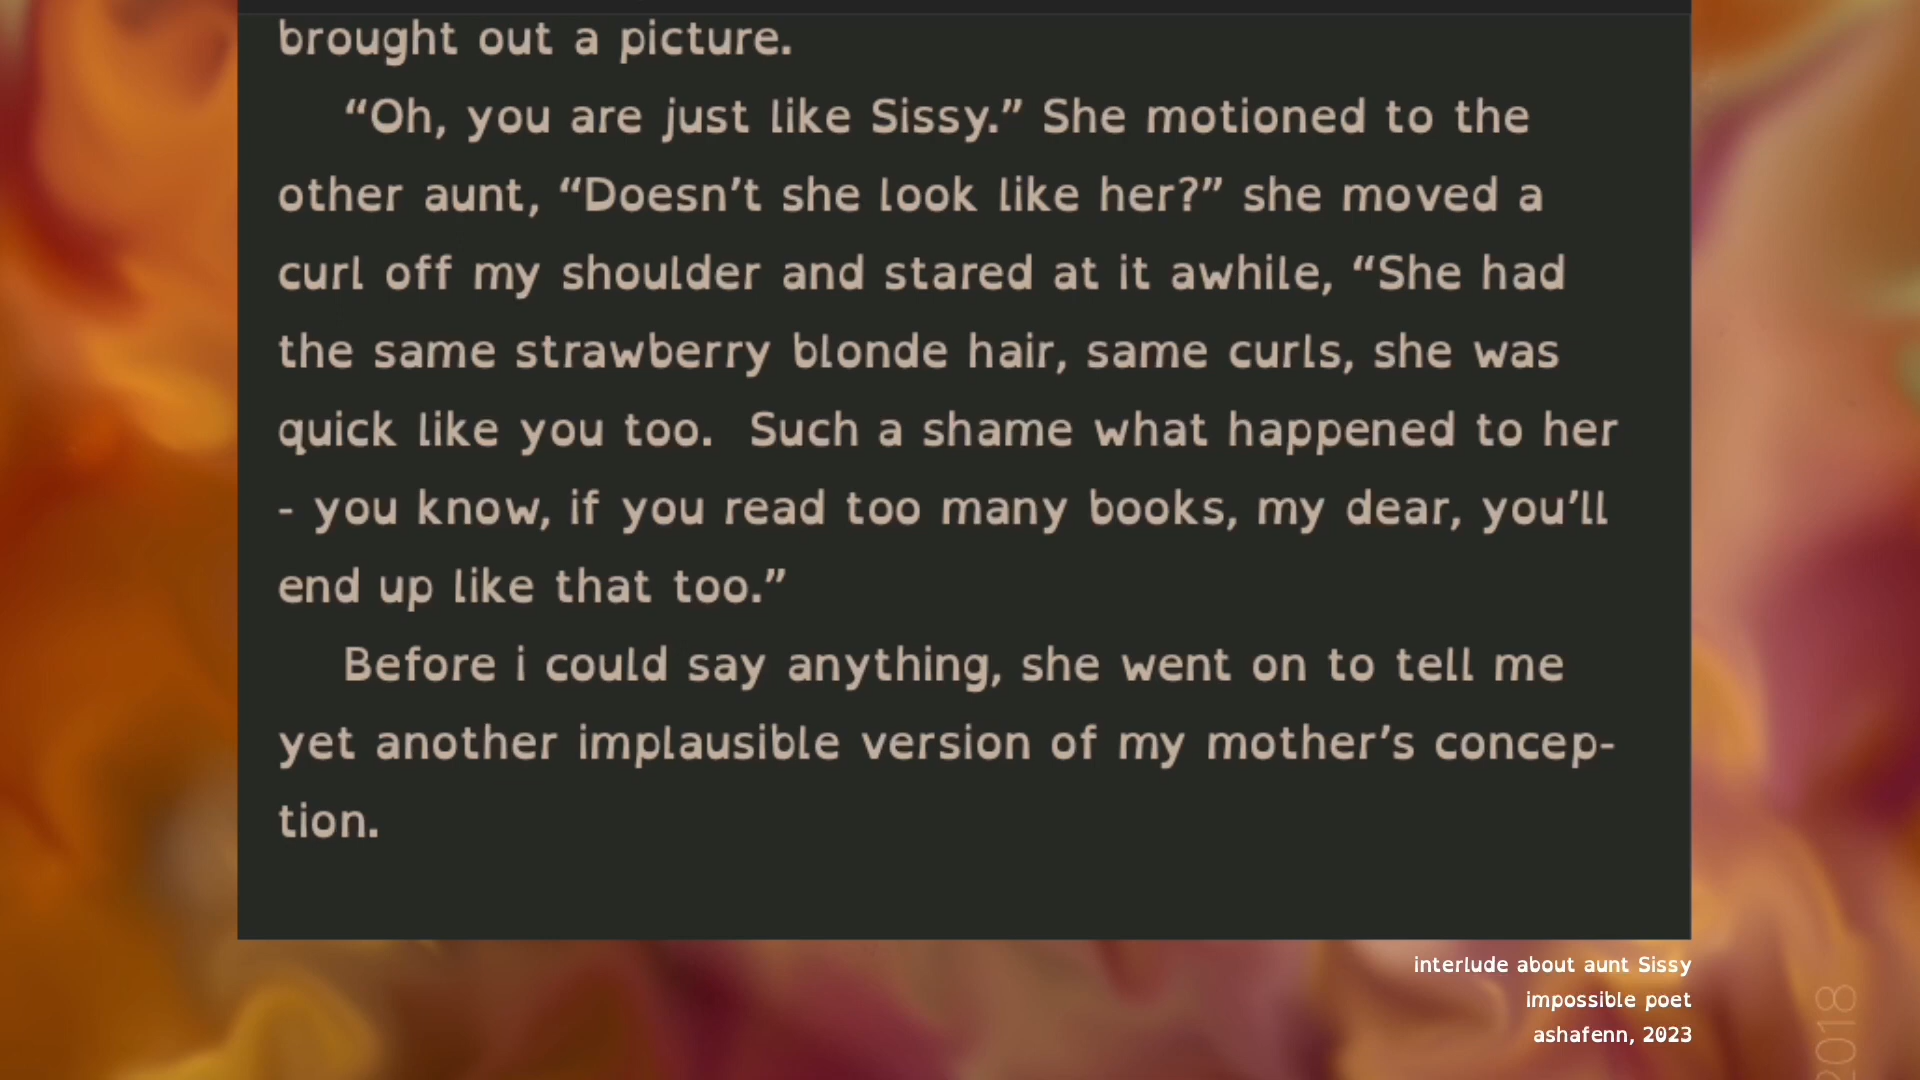 brought out a picture.
“Oh, you are just like Sissy.” She motioned to the
other aunt, “Doesn’t she look like her?” she moved a
curl off my shoulder and stared at it awhile, “She had
the same strawberry blonde hair, same curls, she was
quick like you too.  Such a shame what happened to her
- you know, if you read too many books, my dear, you’ll
end up like that too.”
Before i could say anything, she went on to tell me
yet another implausible version of my mother’s concep-
tion.
interlude about aunt Sissy
impossible poet
ashafenn, 2023
2018